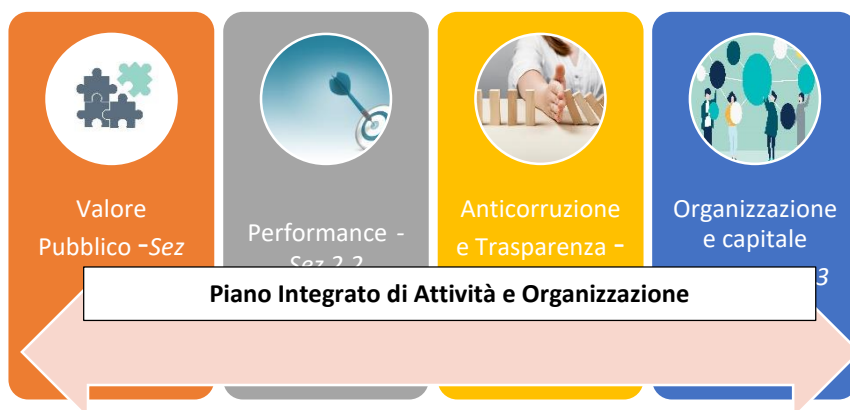 Valore
Pubblico -Sez
Performance -
Sez 2.2
Anticorruzione
e Trasparenza -
Organizzazione
e capitale
3
Piano Integrato di Attività e Organizzazione